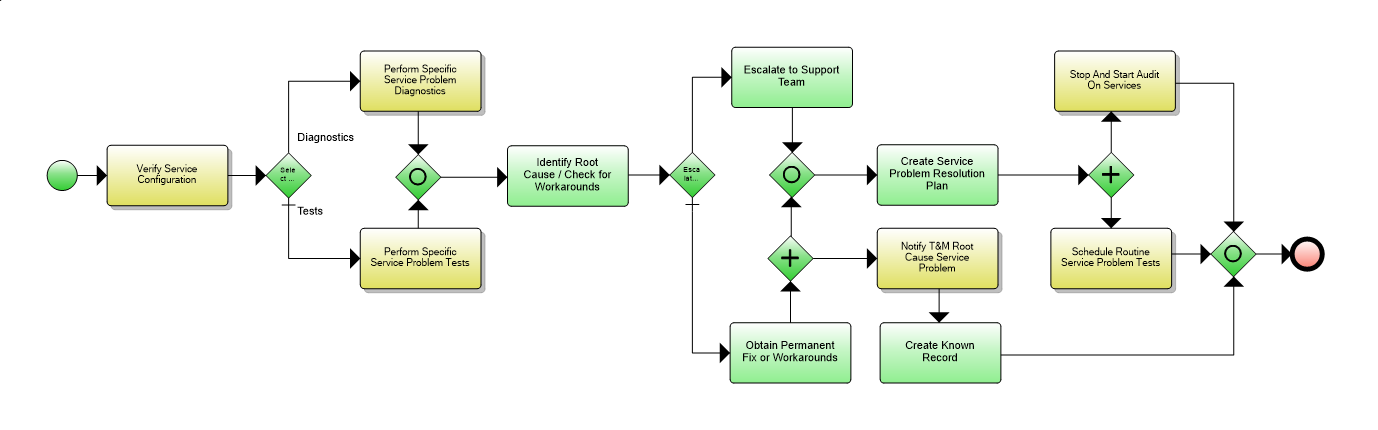 Verify Service
Configuration
Sele
ct ...
Diagnostics
Tests
Perform Specific
Service Problem
Diagnostics
Perform Specific
Service Problem Tests
Identify Root
Cause / Check for
Workarounds
Esca
lat...
Escalate to Support
Team
Obtain Permanent
Fix or Workarounds
Create Service
Problem Resolution
Plan
Notify T&M Root
Cause Service
Problem
Create Known
Record
Stop And Start Audit
On Services
Schedule Routine
Service Problem Tests